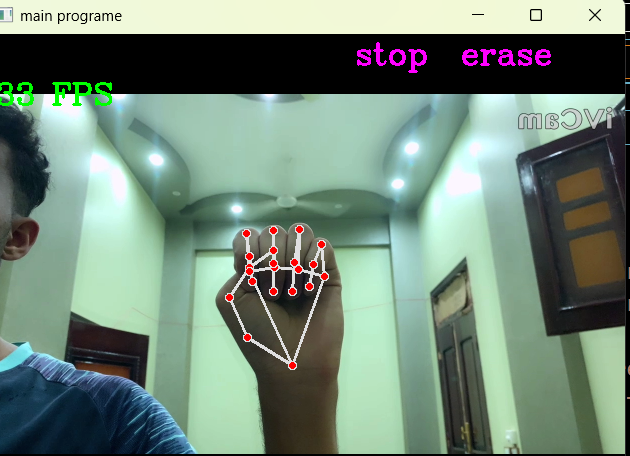 main programe
stop erase
33 FPS
iVCam